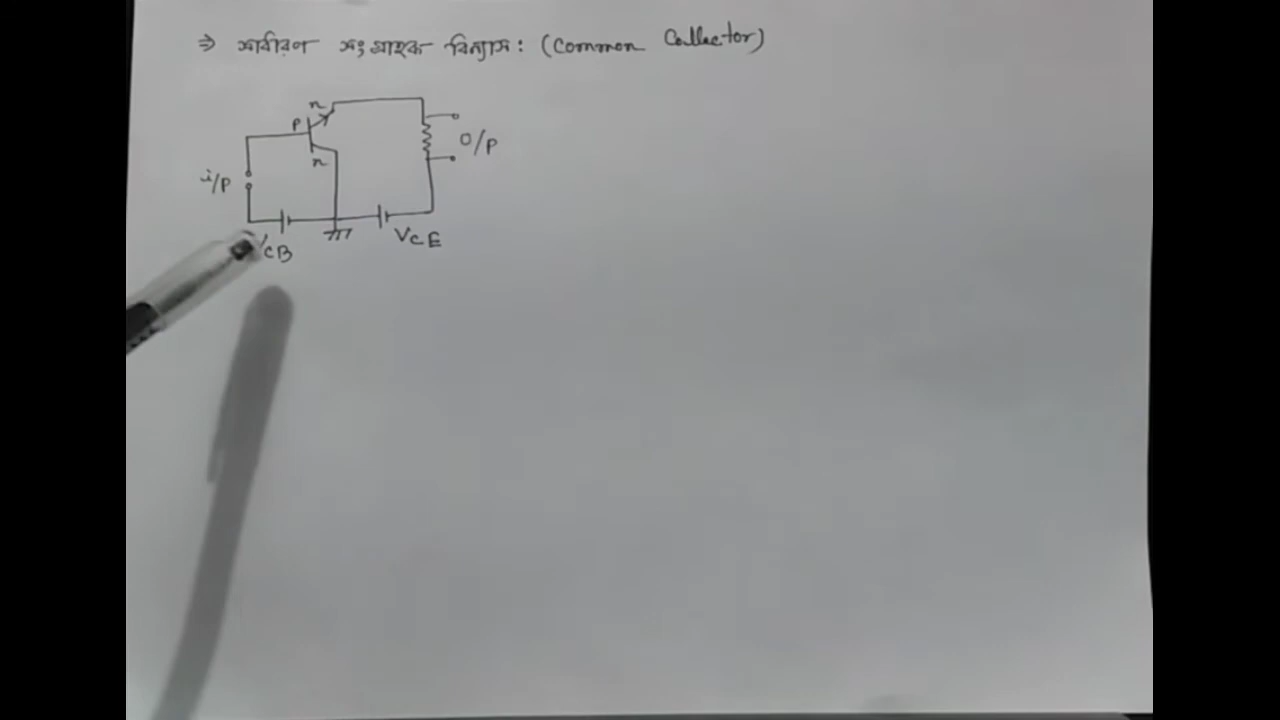 ⇒ সাধারণ সংগ্রাহক বিন্যাস: (Common Collector)
n
P
n
i/P
O/P
VCB
VCE